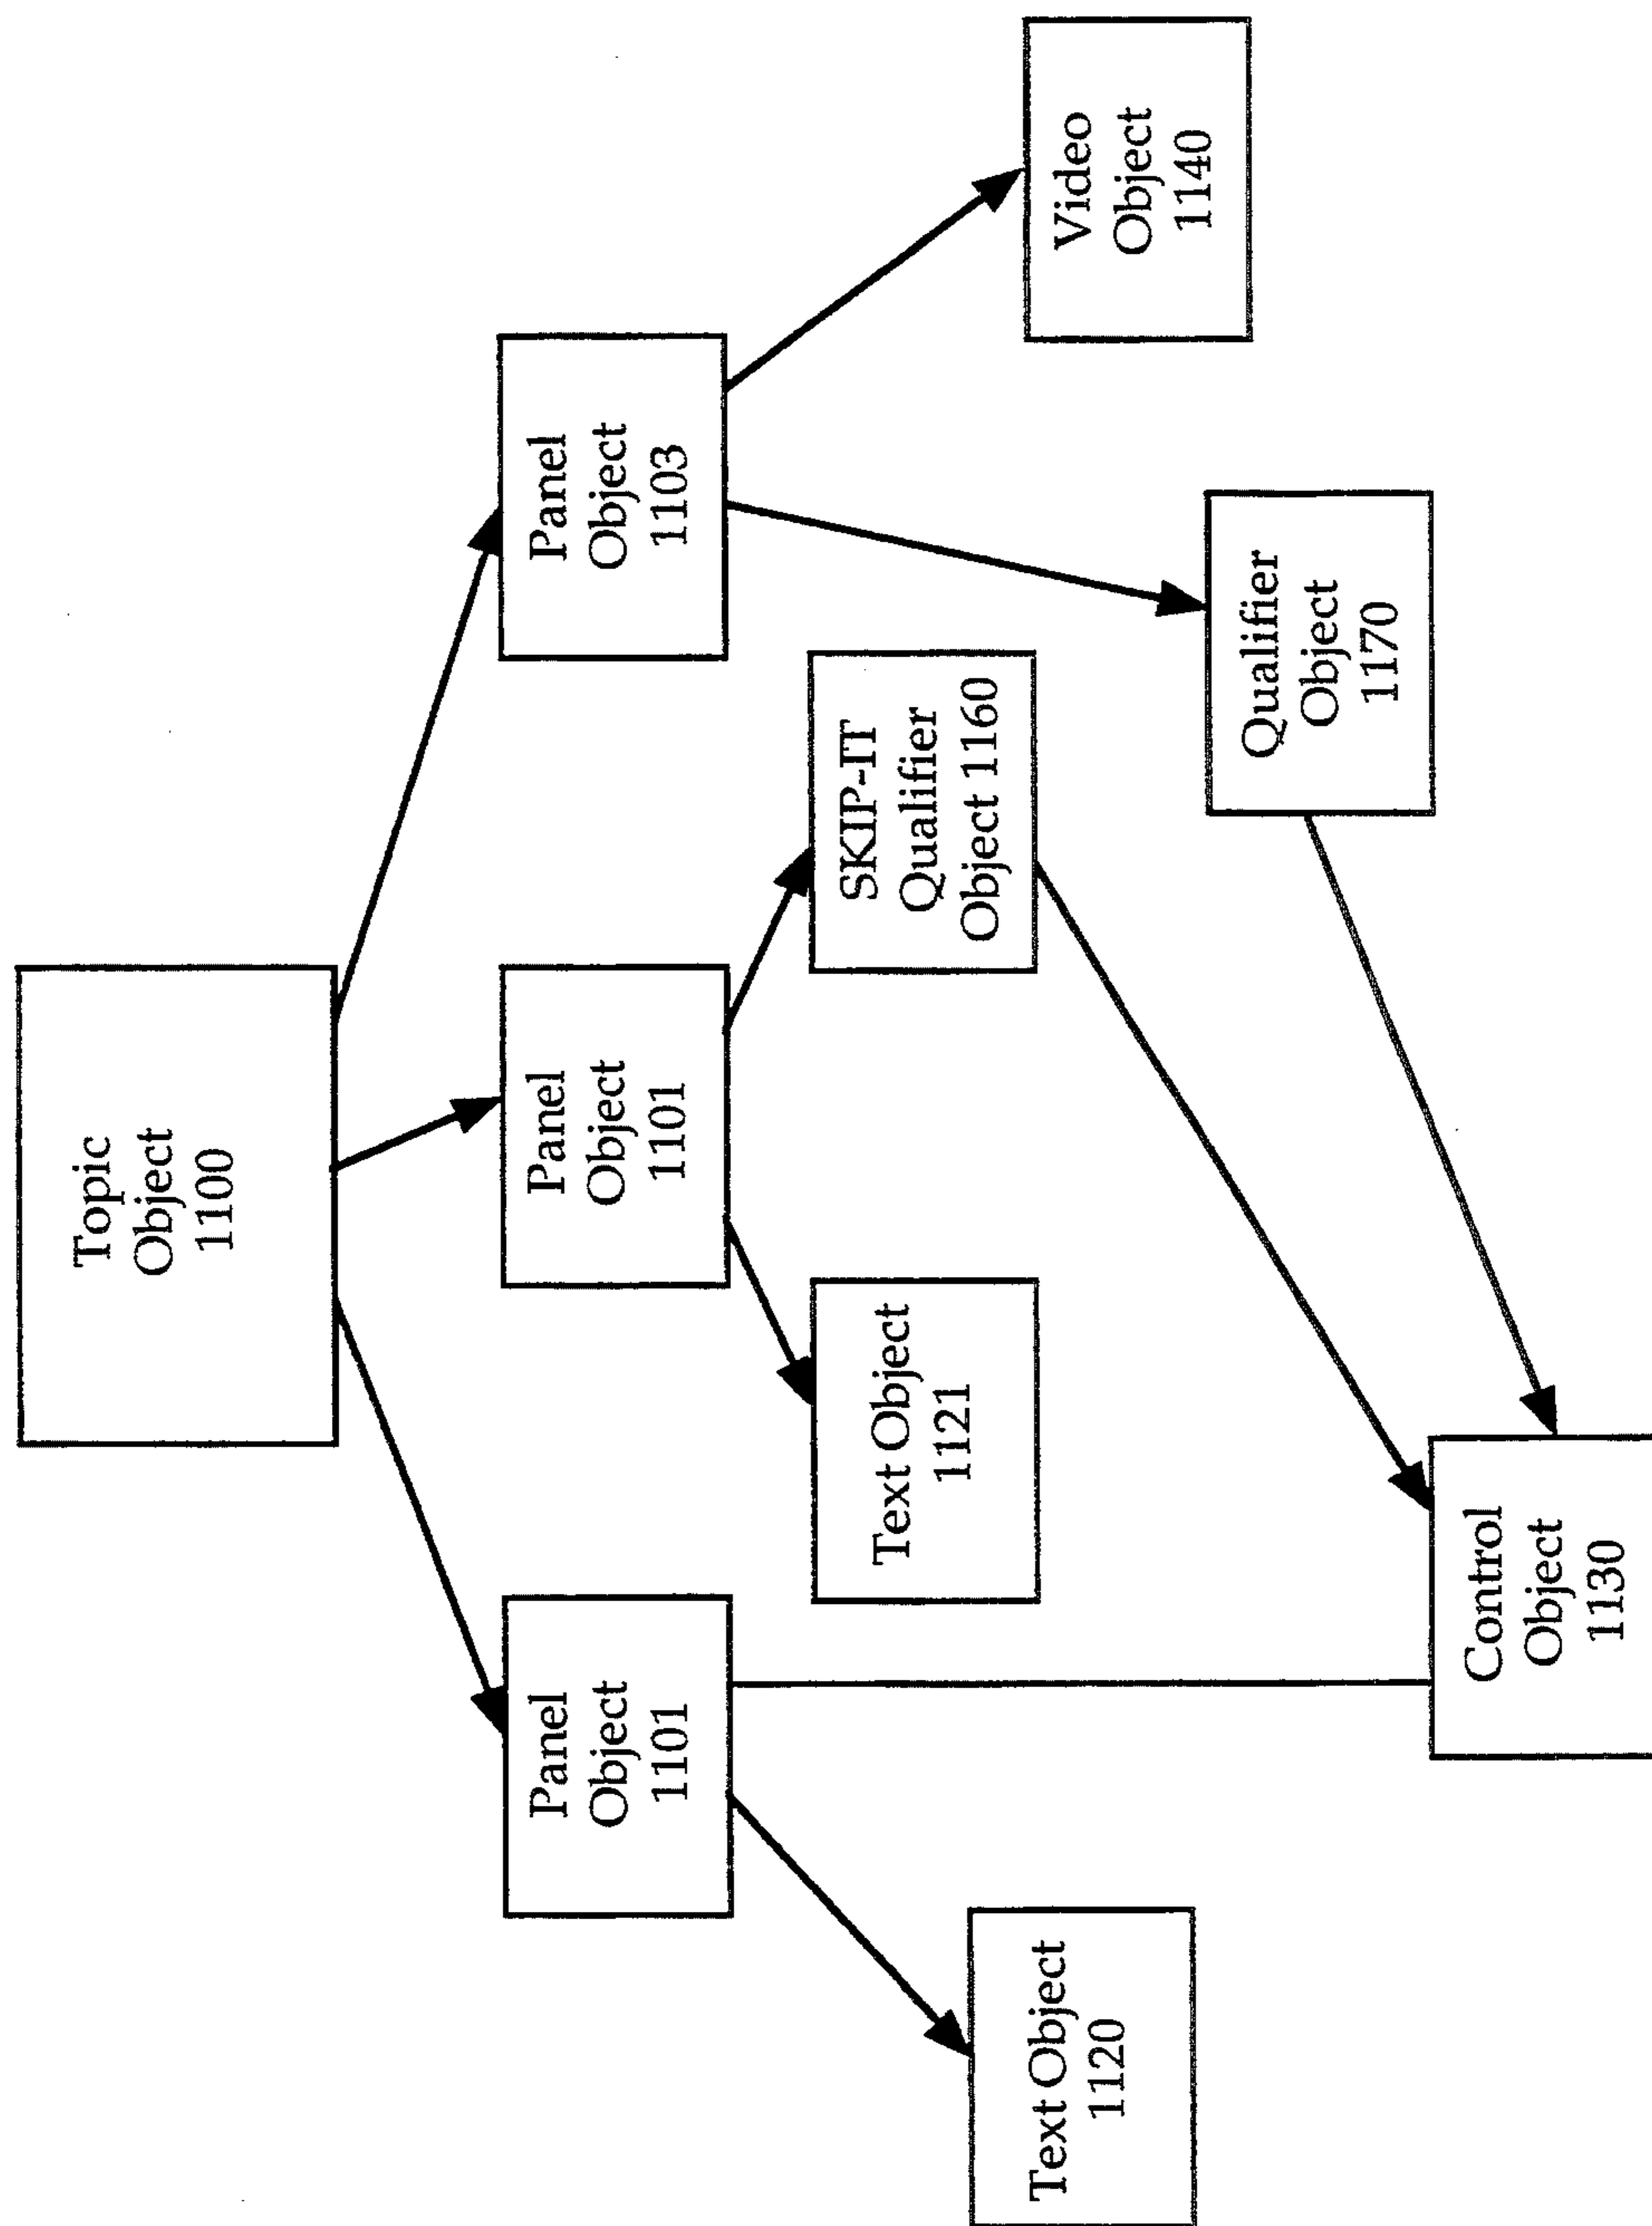 Topic
Object
1100
Panel
Object
1101
Panel
Object
1101
Panel
Object
1103
Text Object
1120
Text Object
1121
SKIP-IT
Qualifier
Object 1160
Video
Object
1140
Control
Object
1130
Qualifier
Object
1170